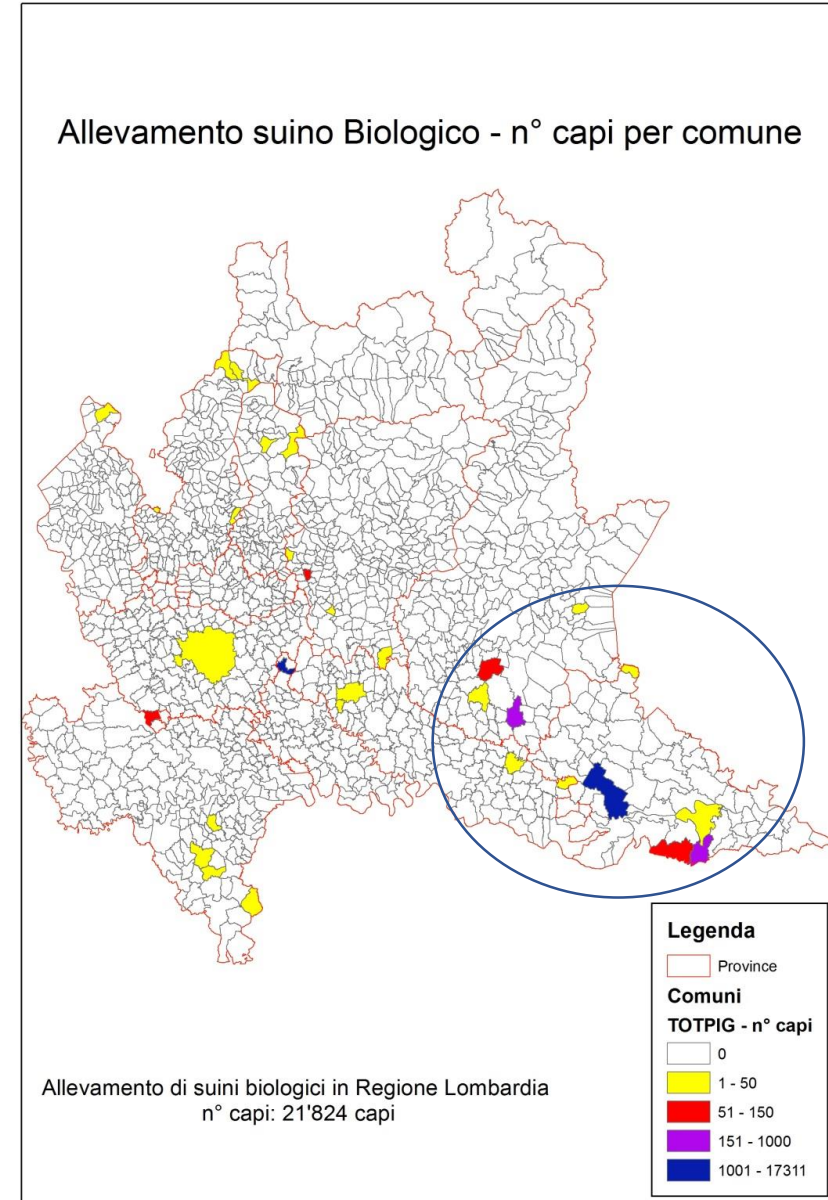 Allevamento suino Biologico - n° capi per comune
Allevamento di suini biologici in Regione Lombardia
n° capi: 21'824 capi
Legenda
Province
Comuni
TOTPIG - n° capi
0
1 - 50
51 - 150
151 - 1000
1001 - 17311